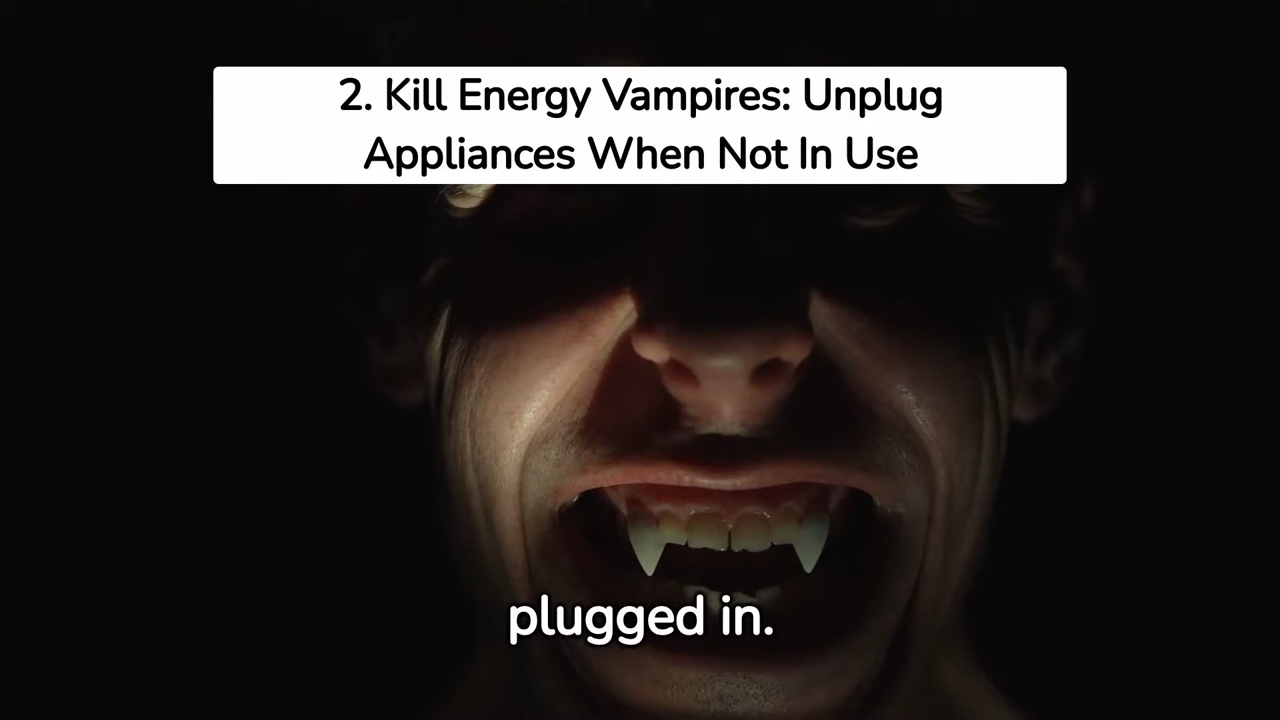 2. Kill Energy Vampires: Unplug
Appliances When Not In Use
plugged in.